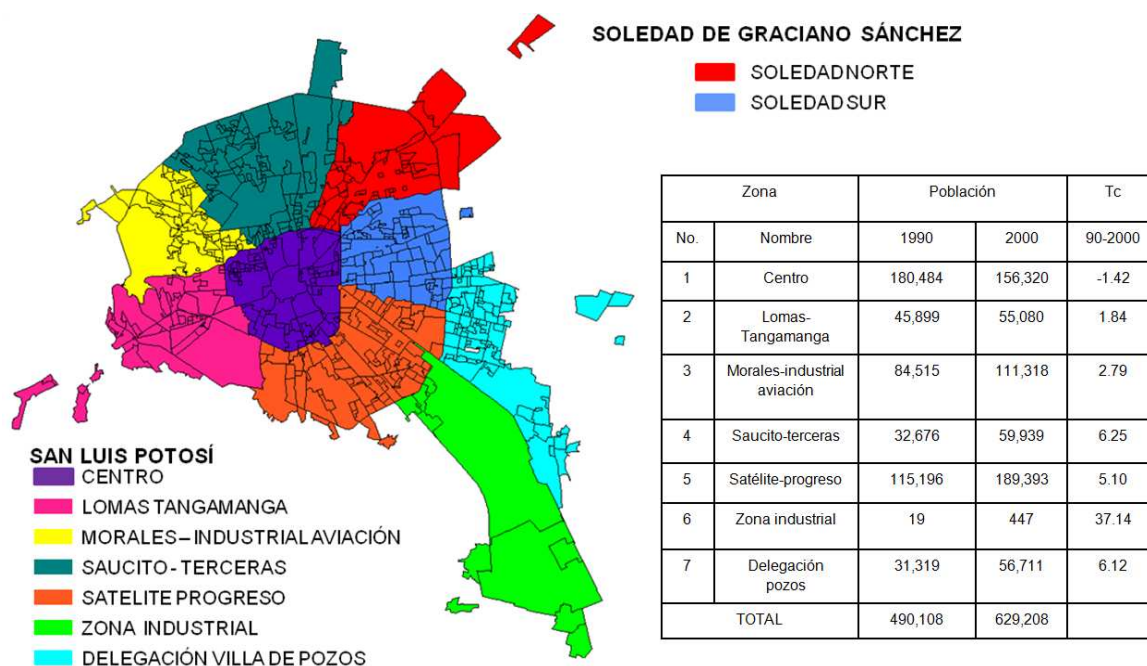 SOLEDAD DE GRACIANO SÁNCHEZ
SOLEDAD NORTE
SOLEDAD SUR
SAN LUIS POTOSÍ
CENTRO
LOMAS TANGAMANGA
MORALES – INDUSTRIAL AVIACIÓN
SAUCITO - TERCERAS
SATELITE PROGRESO
ZONA INDUSTRIAL
DELEGACIÓN VILLA DE POZOS
Zona Población Tc
No. Nombre 1990 2000 90-2000
1 Centro 180,484 156,320 -1.42
2 Lomas-
Tangamanga 45,899 55,080 1.84
3 Morales-industrial
aviación 84,515 111,318 2.79
4 Saucito-terceras 32,676 59,939 6.25
5 Satélite-progreso 115,196 189,393 5.10
6 Zona industrial 19 447 37.14
7 Delegación
pozos 31,319 56,711 6.12
TOTAL 490,108 629,208